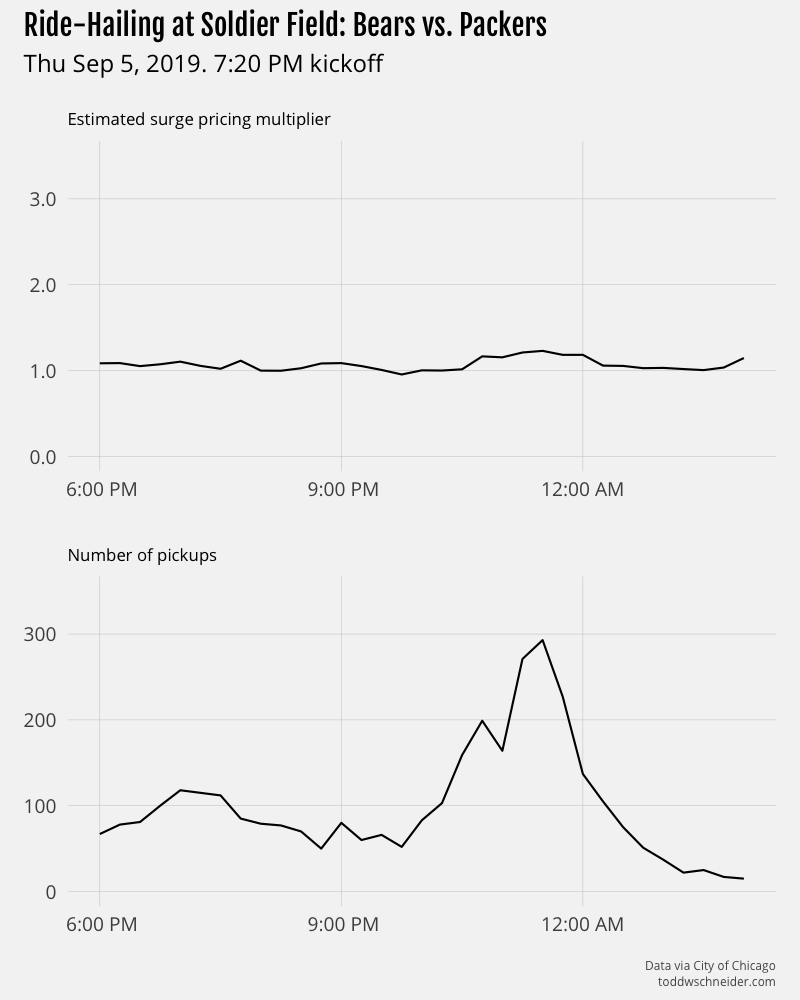 Ride-Hailing at Soldier Field: Bears vs. Packers
Thu Sep 5, 2019. 7:20 PM kickoff
Estimated surge pricing multiplier
3.0
2.0
1.0
0.0
6:00 PM 9:00 PM 12:00 AM
Number of pickups
300
200
100
0
6:00 PM 9:00 PM 12:00 AM
Data via City of Chicago
toddwschneider.com